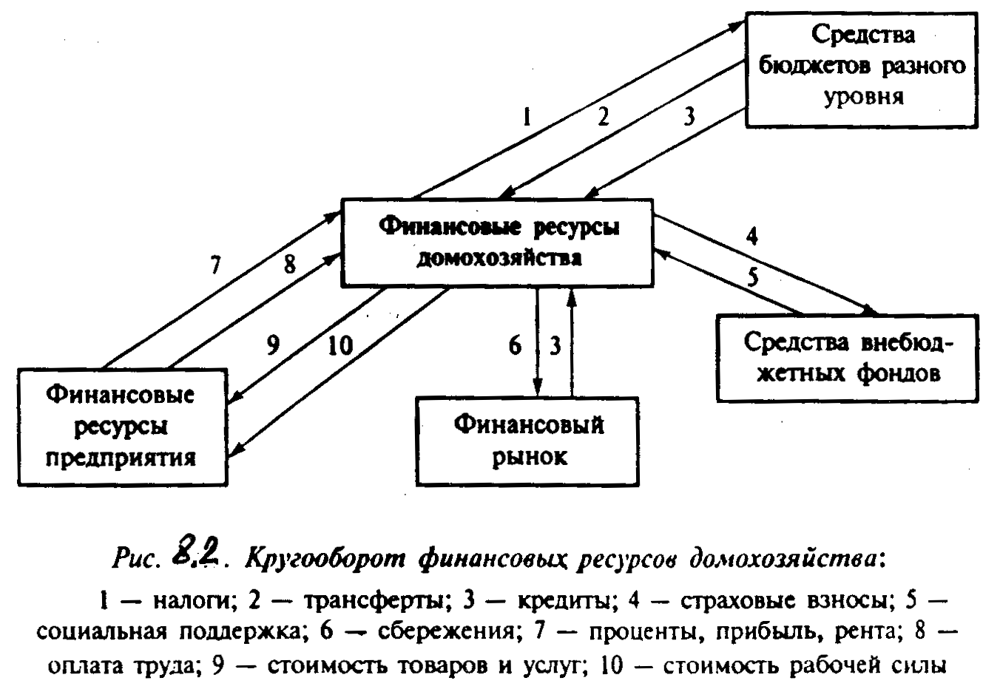 Средства
бюджетов разного
уровня
1
2
3
Финансовые ресурсы
домохозяйства
4
5
7
8
9
10
6
3
Средства внебюд-
жетных фондов
Финансовые
ресурсы
предприятия
Финансовый
рынок
Рис. 8.2. Кругооборот финансовых ресурсов домохозяйства:
1 — налоги; 2 — трансферты; 3 — кредиты; 4 — страховые взносы; 5 —
социальная поддержка; 6 — сбережения; 7 — проценты, прибыль, рента; 8 —
оплата труда; 9 — стоимость товаров и услуг; 10 — стоимость рабочей силы